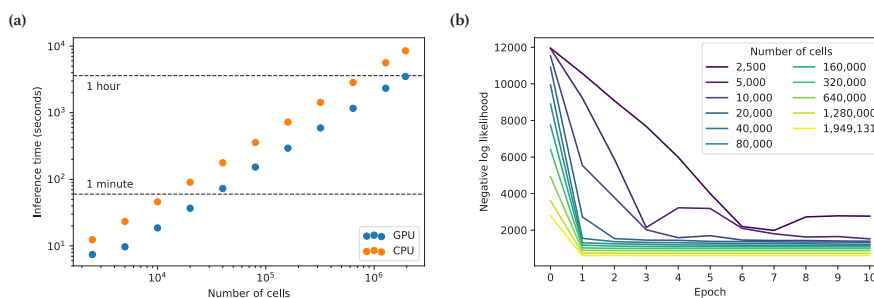 (a)
10⁴
10³
10²
10¹
Inference time (seconds)
1 hour
1 minute
GPU
CPU
10⁴
10⁵
10⁶
Number of cells
(b)
12000
10000
8000
6000
4000
2000
Negative log likelihood
Number of cells
2,500
5,000
10,000
20,000
40,000
80,000
160,000
320,000
640,000
1,280,000
1,949,131
0 1 2 3 4 5 6 7 8 9 10
Epoch